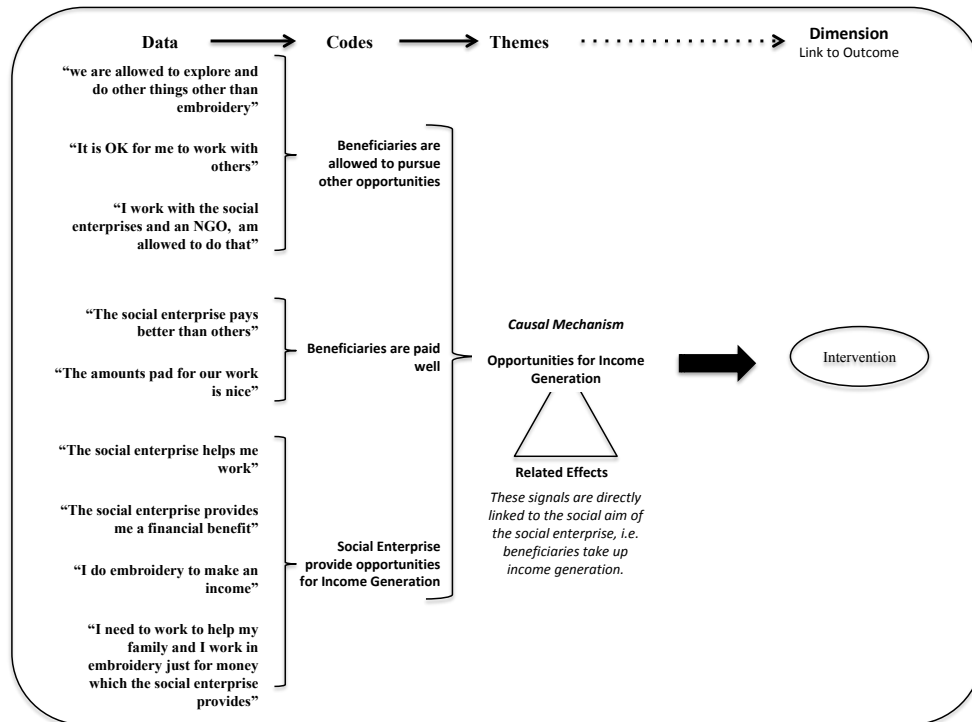 Data
Codes
Themes
Dimension
Link to Outcome
“we are allowed to explore and
do other things other than
embroidery”
“It is OK for me to work with
others”
“I work with the social
enterprises and an NGO, am
allowed to do that”
Beneficiaries are
allowed to pursue
other opportunities
“The social enterprise pays
better than others”
“The amounts pad for our work
is nice”
Beneficiaries are paid
well
“The social enterprise helps me
work”
“The social enterprise provides
me a financial benefit”
“I do embroidery to make an
income”
“I need to work to help my
family and I work in
embroidery just for money
which the social enterprise
provides”
Social Enterprise
provide opportunities
for Income Generation
Causal Mechanism
Opportunities for Income
Generation
Related Effects
These signals are directly
linked to the social aim of
the social enterprise, i.e.
beneficiaries take up
income generation.
Intervention